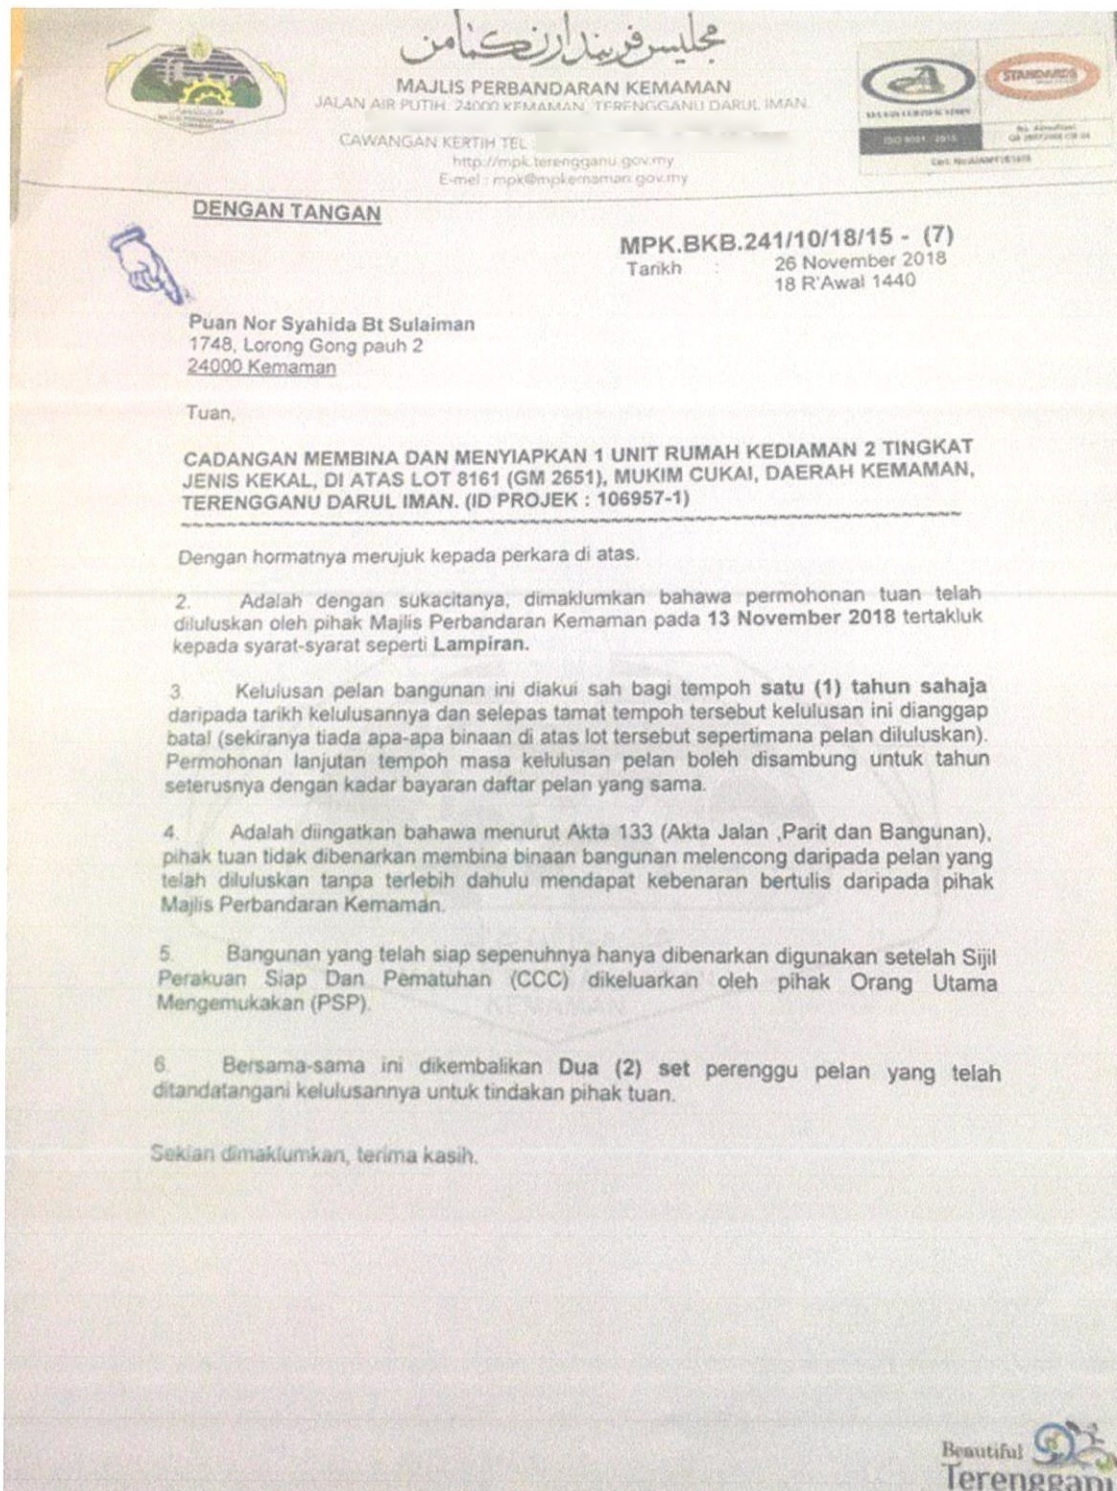 مجليس ڤربندارن کمامن
MAJLIS PERBANDARAN KEMAMAN
JALAN AIR PUTIH, 24000 KEMAMAN, TERENGGANU DARUL IMAN.
CAWANGAN KERTIH TEL :
http://mpk.terengganu.gov.my
E-mel : mpk@mpkemaman.gov.my
STANDARDS
ISO 9001 : 2015
DENGAN TANGAN
MPK.BKB.241/10/18/15 - (7)
Tarikh : 26 November 2018
18 R'Awal 1440
Puan Nor Syahida Bt Sulaiman
1748, Lorong Gong pauh 2
24000 Kemaman
Tuan,
CADANGAN MEMBINA DAN MENYIAPKAN 1 UNIT RUMAH KEDIAMAN 2 TINGKAT
JENIS KEKAL, DI ATAS LOT 8161 (GM 2651), MUKIM CUKAI, DAERAH KEMAMAN,
TERENGGANU DARUL IMAN. (ID PROJEK : 106957-1)
Dengan hormatnya merujuk kepada perkara di atas.
2. Adalah dengan sukacitanya, dimaklumkan bahawa permohonan tuan telah
diluluskan oleh pihak Majlis Perbandaran Kemaman pada 13 November 2018 tertakluk
kepada syarat-syarat seperti Lampiran.
3. Kelulusan pelan bangunan ini diakui sah bagi tempoh satu (1) tahun sahaja
daripada tarikh kelulusannya dan selepas tamat tempoh tersebut kelulusan ini dianggap
batal (sekiranya tiada apa-apa binaan di atas lot tersebut sepertimana pelan diluluskan).
Permohonan lanjutan tempoh masa kelulusan pelan boleh disambung untuk tahun
seterusnya dengan kadar bayaran daftar pelan yang sama.
4. Adalah diingatkan bahawa menurut Akta 133 (Akta Jalan ,Parit dan Bangunan),
pihak tuan tidak dibenarkan membina binaan bangunan melencong daripada pelan yang
telah diluluskan tanpa terlebih dahulu mendapat kebenaran bertulis daripada pihak
Majlis Perbandaran Kemaman.
5. Bangunan yang telah siap sepenuhnya hanya dibenarkan digunakan setelah Sijil
Perakuan Siap Dan Pematuhan (CCC) dikeluarkan oleh pihak Orang Utama
Mengemukakan (PSP).
6. Bersama-sama ini dikembalikan Dua (2) set perenggu pelan yang telah
ditandatangani kelulusannya untuk tindakan pihak tuan.
Sekian dimaklumkan, terima kasih.
Beautiful
Terengganu